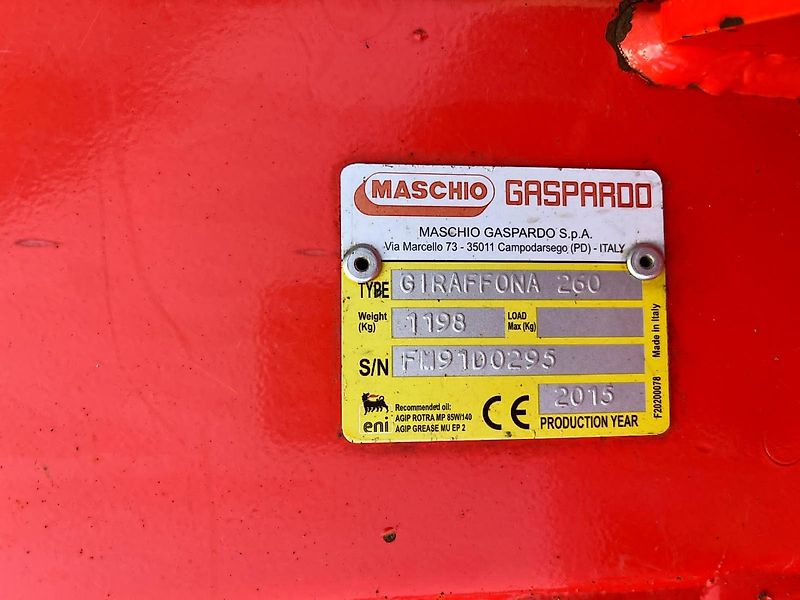 MASCHIO GASPARDO
MASCHIO GASPARDO S.p.A.
Via Marcello 73 - 35011 Campodarsego (PD) - ITALY
TYPE GIRAFFONA 260
Weight (Kg) 1198 LOAD Max (Kg)
S/N FM91D0295
2015
eni Recommended oil:
AGIP ROTRA MP 85W/140
AGIP GREASE MU EP 2
CE PRODUCTION YEAR
F20200078 Made in Italy